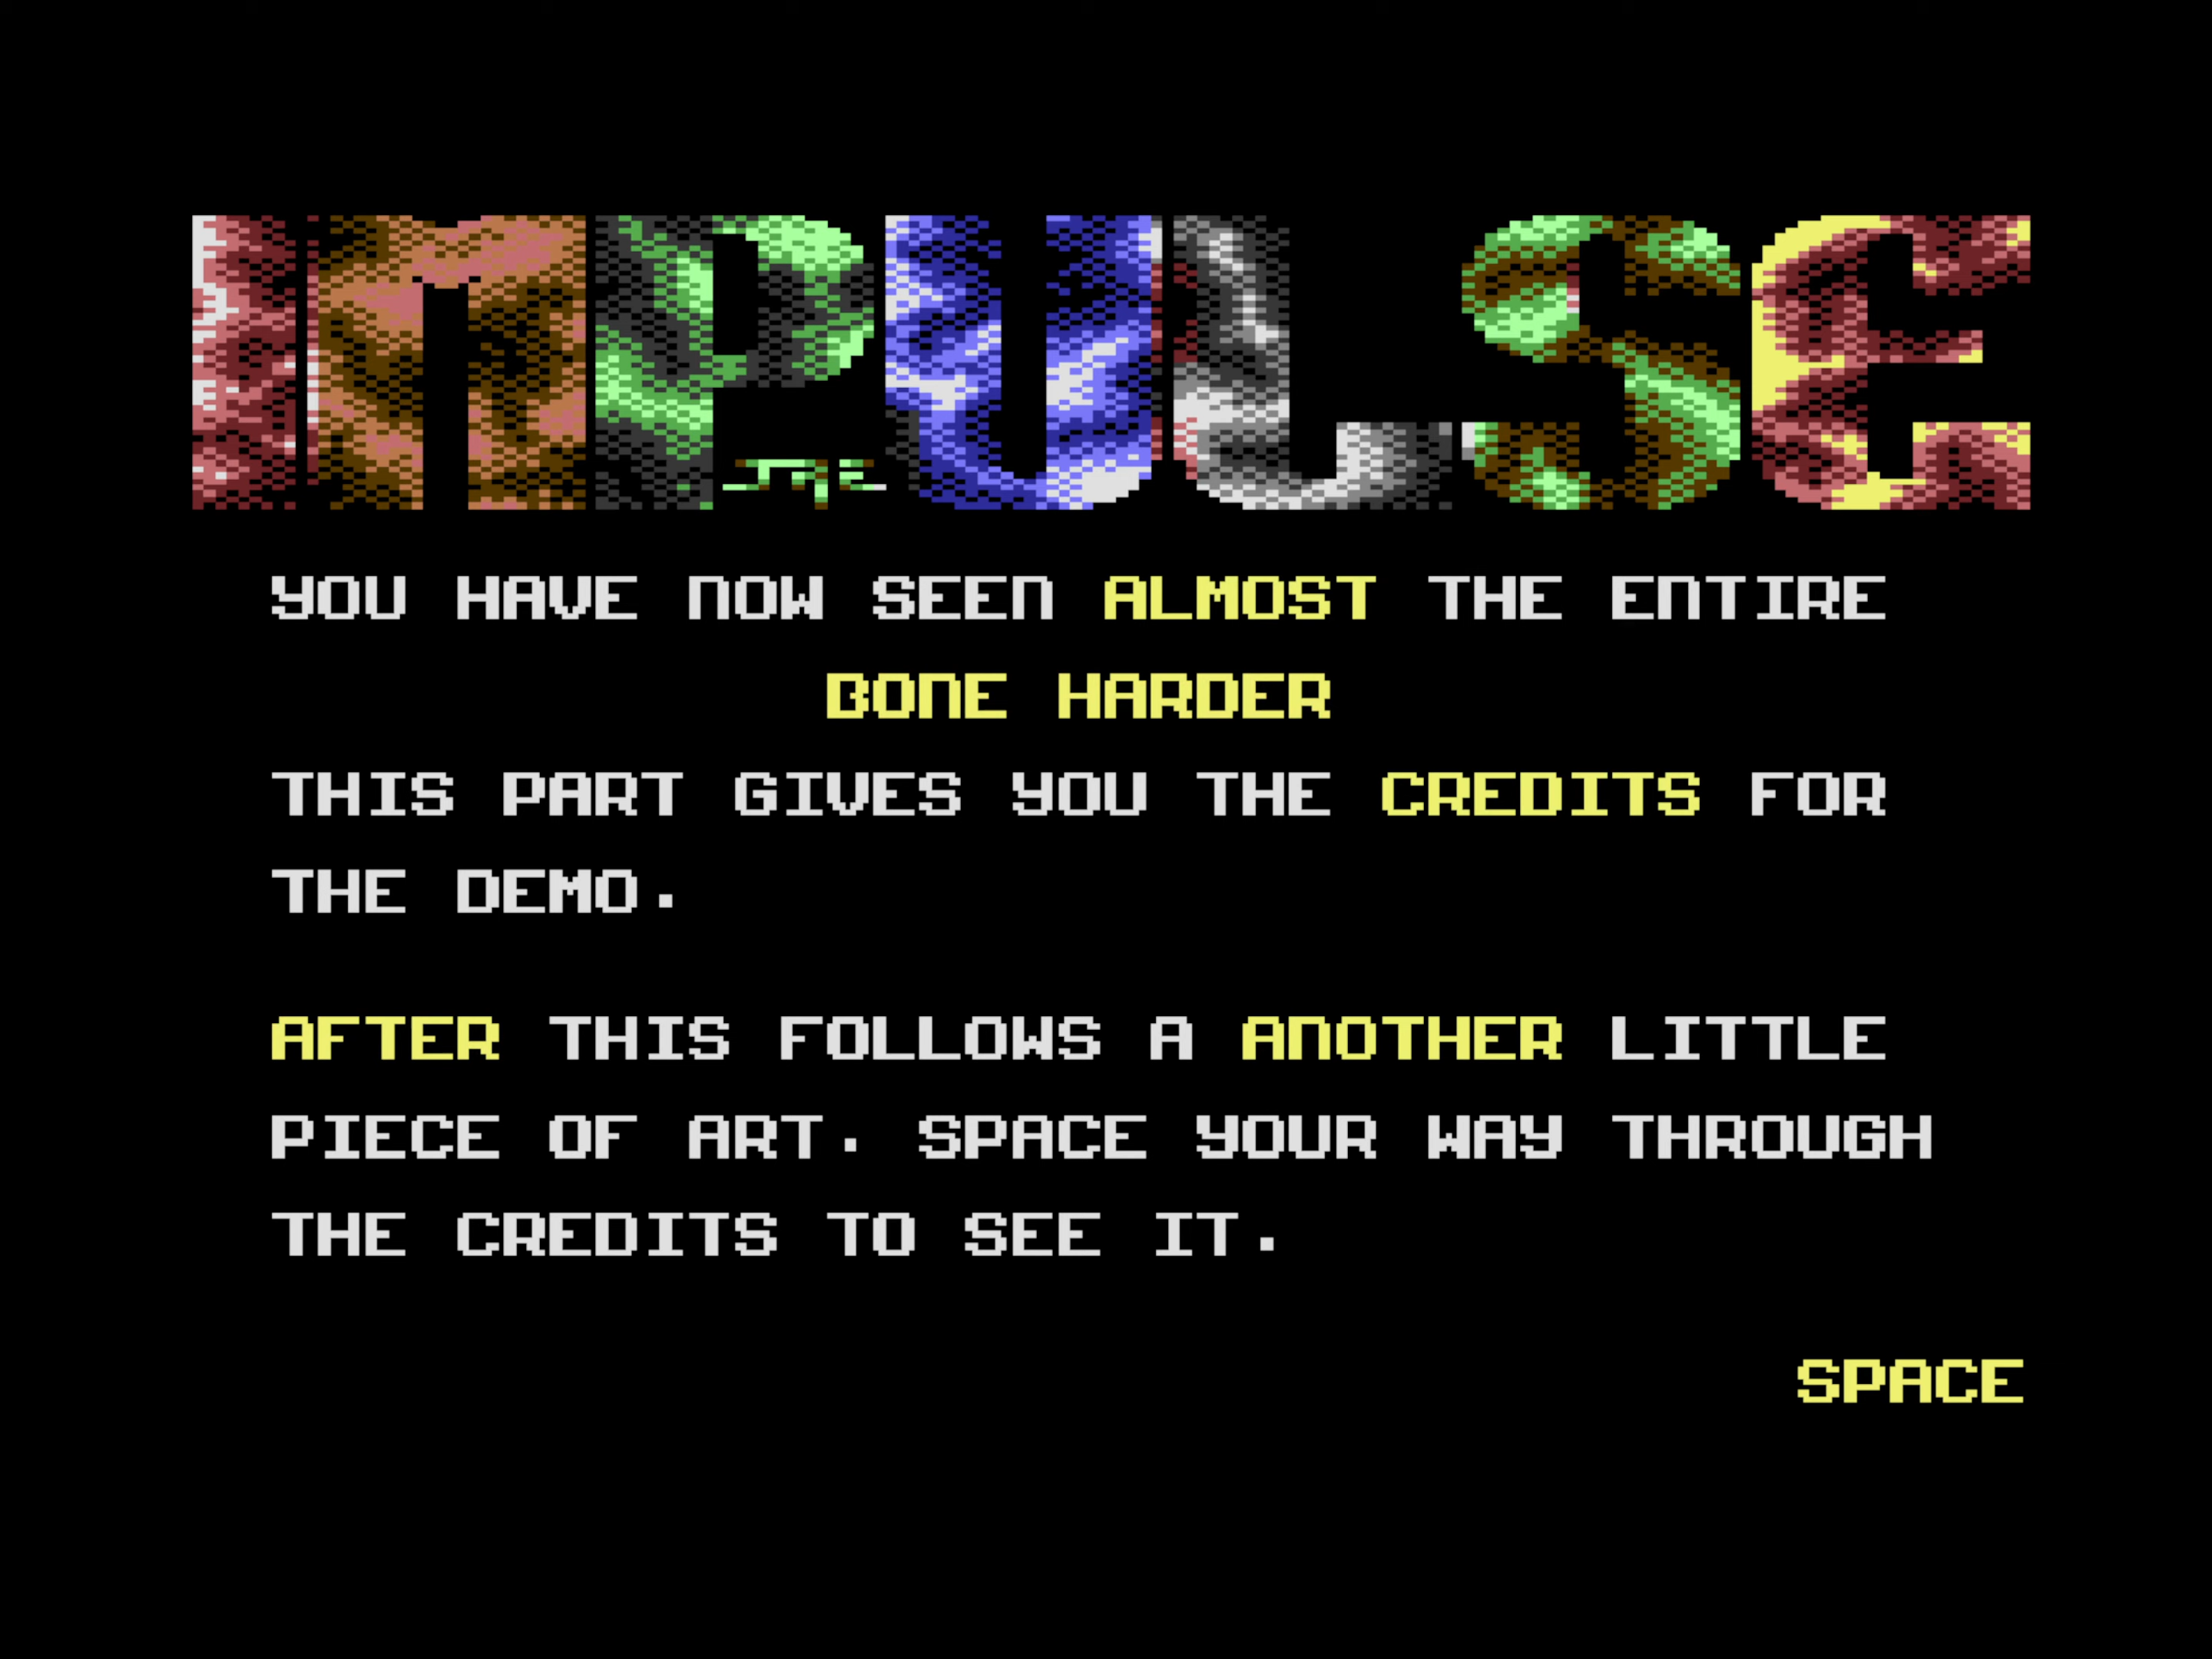 IMPULSE
YOU HAVE NOW SEEN ALMOST THE ENTIRE
BONE HARDER
THIS PART GIVES YOU THE CREDITS FOR
THE DEMO.
AFTER THIS FOLLOWS A ANOTHER LITTLE
PIECE OF ART. SPACE YOUR WAY THROUGH
THE CREDITS TO SEE IT.
SPACE